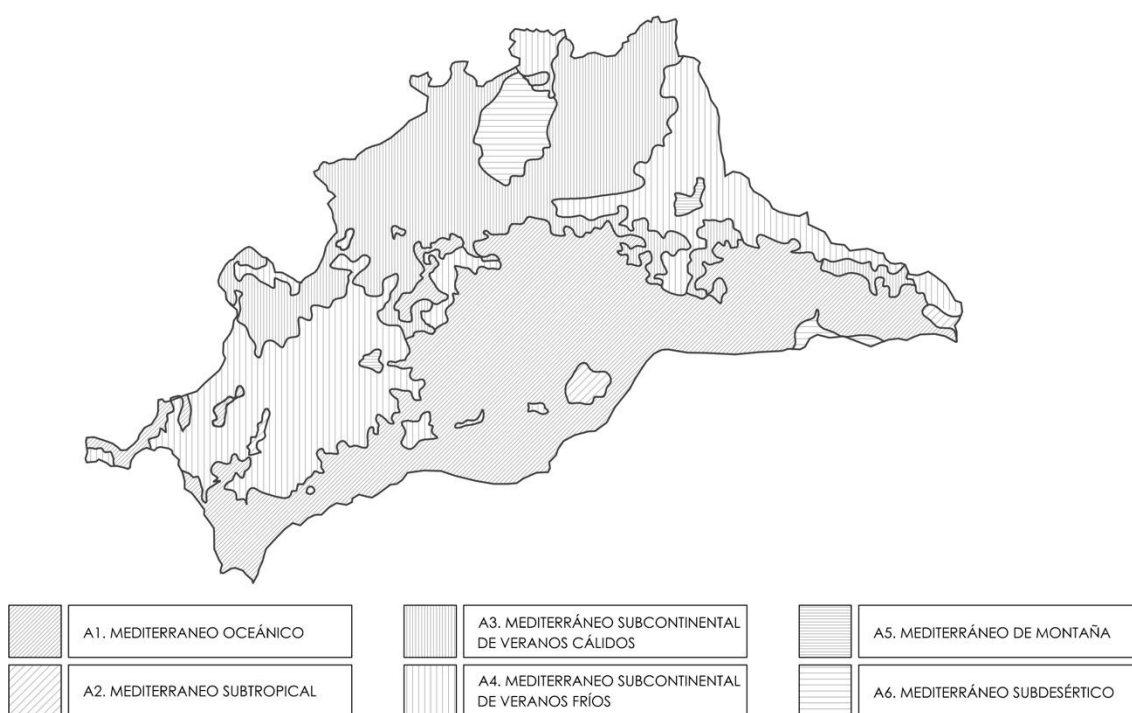 A1. MEDITERRANEO OCEÁNICO
A2. MEDITERRANEO SUBTROPICAL
A3. MEDITERRÁNEO SUBCONTINENTAL
DE VERANOS CÁLIDOS
A4. MEDITERRANEO SUBCONTINENTAL
DE VERANOS FRÍOS
A5. MEDITERRÁNEO DE MONTAÑA
A6. MEDITERRÁNEO SUBDESÉRTICO